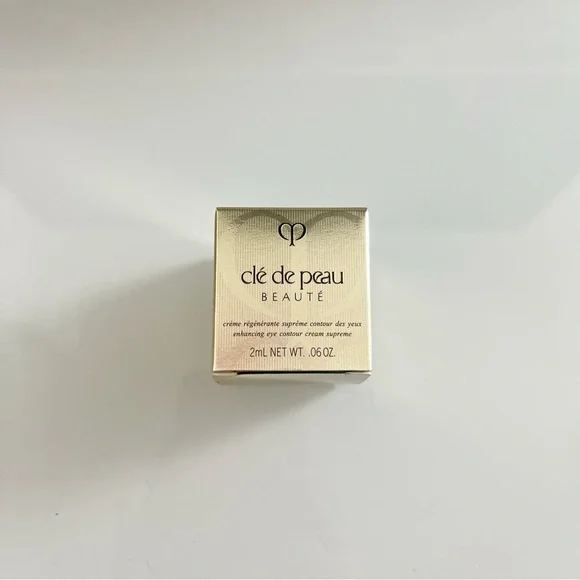 clé de peau
BEAUTÉ
crème régénérante suprême contour des yeux
enhancing eye contour cream supreme
2mL NET WT. .06 OZ.